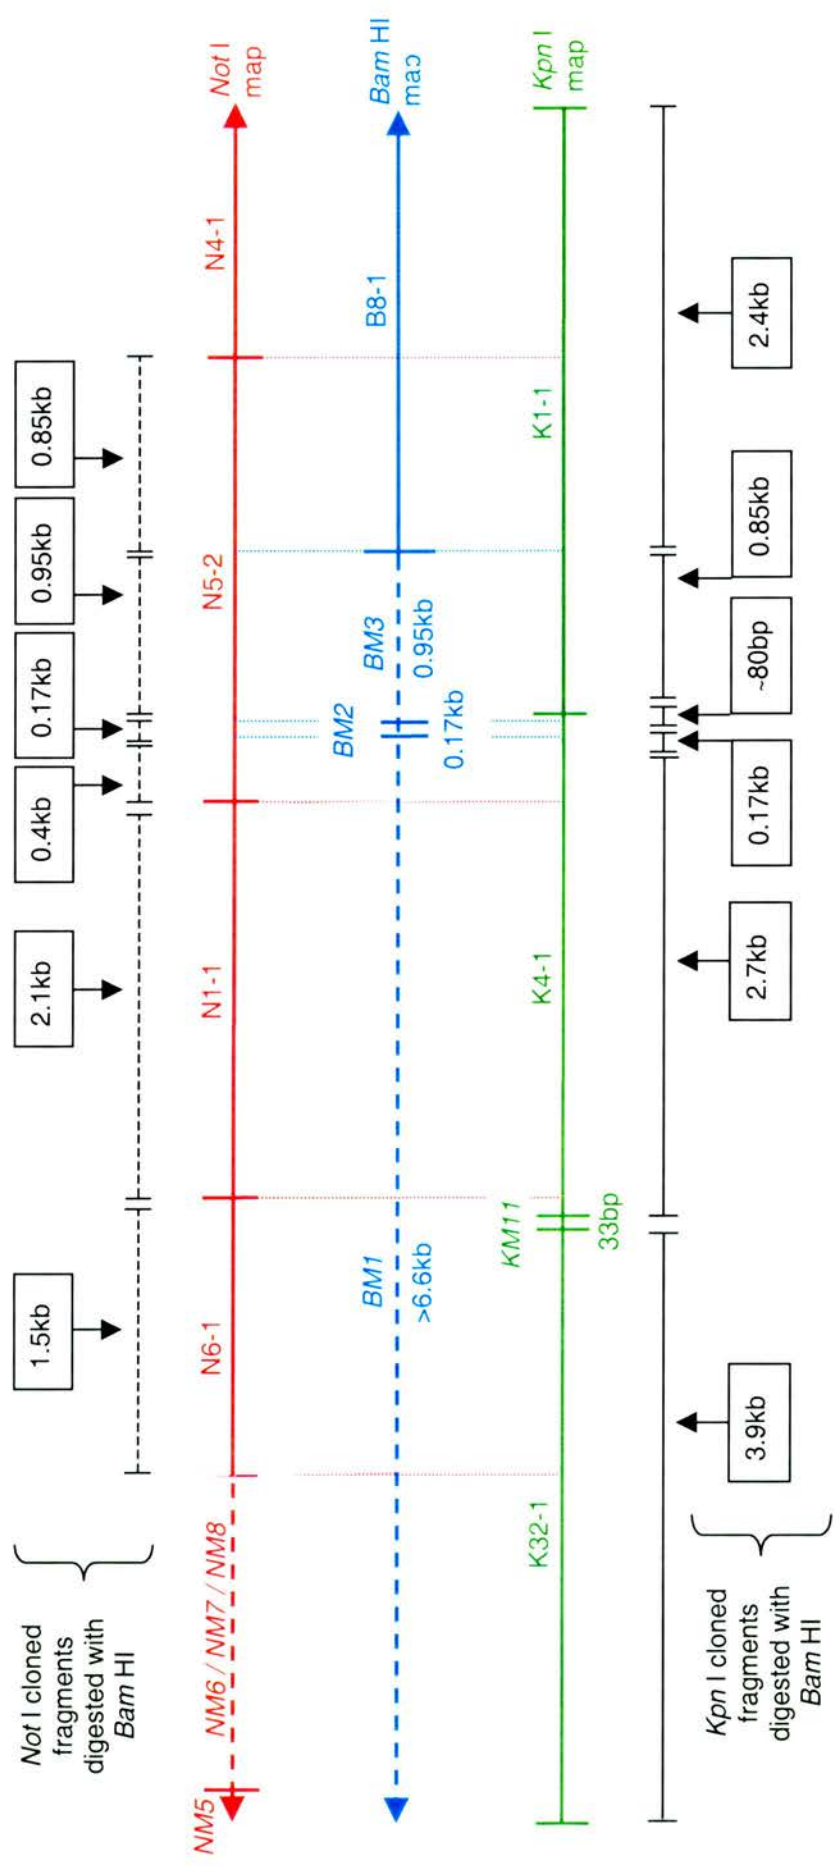 Not I cloned
fragments
digested with
Bam HI
1.5kb
2.1kb
0.4kb
0.17kb
0.95kb
0.85kb
NM5
NM6 / NM7 / NM8
N6-1
N1-1
N5-2
N4-1
Not I
map
BM1
>6.6kb
BM2
0.17kb
BM3
0.95kb
B8-1
Bam HI
map
K32-1
KM11
33bp
K4-1
K1-1
Kpn I
map
Kpn I cloned
fragments
digested with
Bam HI
3.9kb
2.7kb
0.17kb
~80bp
0.85kb
2.4kb